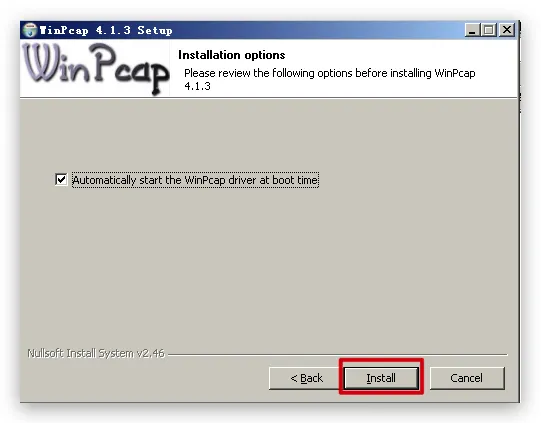 WinPcap 4.1.3 Setup
WinPcap
Installation options
Please review the following options before installing WinPcap
4.1.3
Automatically start the WinPcap driver at boot time
Nullsoft Install System v2.46
< Back
Install
Cancel